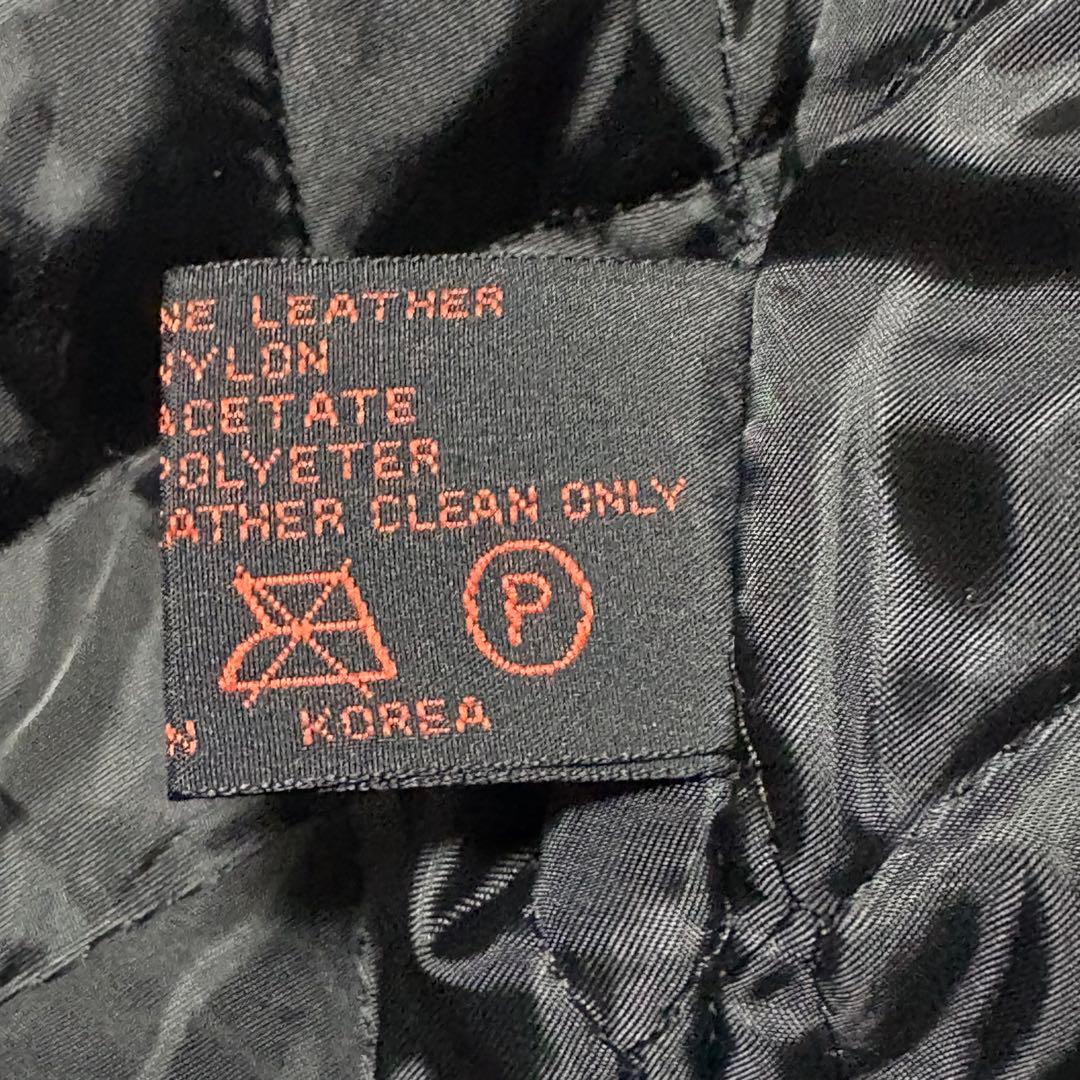 NE LEATHER
NYLON
ACETATE
POLYETER
ATHER CLEAN ONLY
P
N KOREA